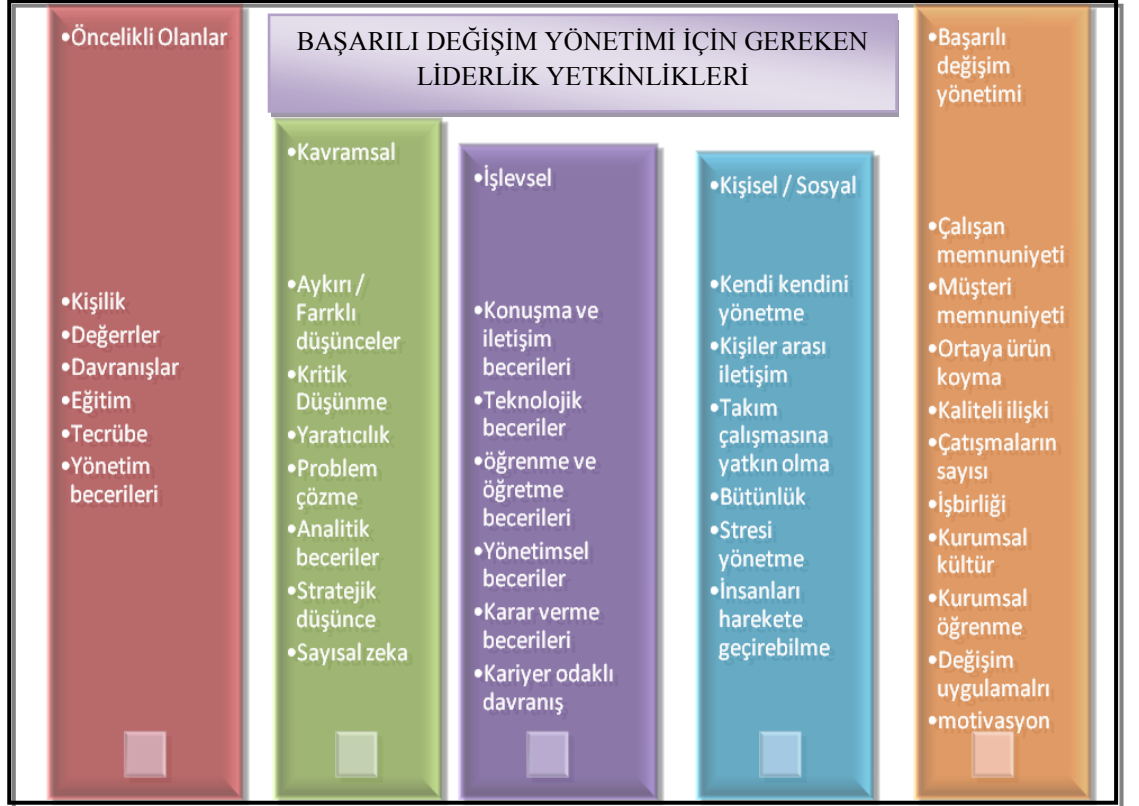 BAŞARILI DEĞİŞİM YÖNETİMİ İÇİN GEREKEN
LİDERLİK YETKİNLİKLERİ
•Öncelikli Olanlar
•Kişilik
•Değerrler
•Davranışlar
•Eğitim
•Tecrübe
•Yönetim
becerileri
•Kavramsal
•Aykırı /
Farrklı
düşünceler
•Kritik
Düşünme
•Yaratıcılık
•Problem
çözme
•Analitik
beceriler
•Stratejik
düşünce
•Sayısal zeka
•İşlevsel
•Konuşma ve
iletişim
becerileri
•Teknolojik
beceriler
•öğrenme ve
öğretme
becerileri
•Yönetimsel
beceriler
•Karar verme
becerileri
•Kariyer odaklı
davranış
•Kişisel / Sosyal
•Kendi kendini
yönetme
•Kişiler arası
iletişim
•Takım
çalışmasına
yatkın olma
•Bütünlük
•Stresi
yönetme
•İnsanları
harekete
geçirebilme
•Başarılı
değişim
yönetimi
•Çalışan
memnuniyeti
•Müşteri
memnuniyeti
•Ortaya ürün
koyma
•Kaliteli ilişki
•Çatışmaların
sayısı
•İşbirliği
•Kurumsal
kültür
•Kurumsal
öğrenme
•Değişim
uygulamalrı
•motivasyon